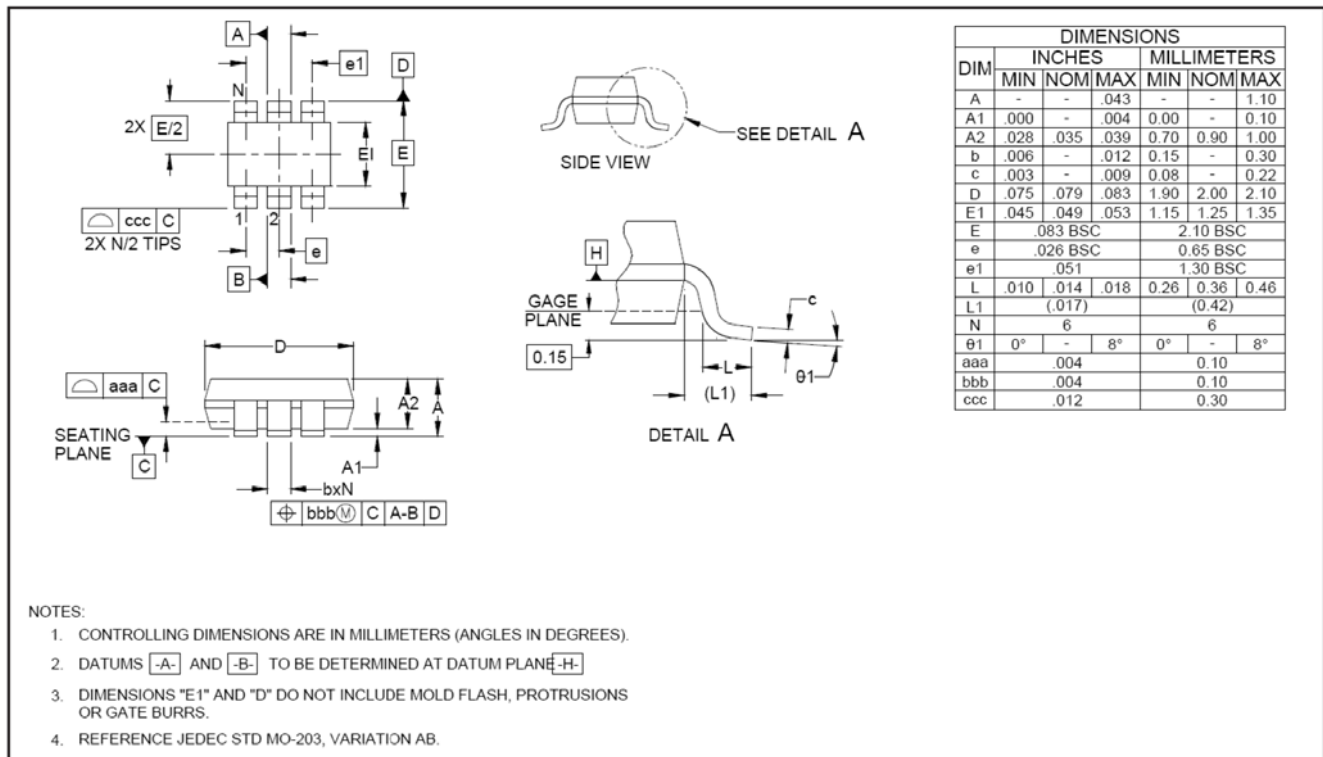 A
e1
D
N
2X E/2
E1
E
1 2
ccc C
2X N/2 TIPS
e
B
SIDE VIEW
SEE DETAIL A
H
GAGE
PLANE
c
0.15
L
θ1
(L1)
DETAIL A
D
aaa C
A2
A
SEATING
PLANE
C
A1
bxN
⌖ bbbⓂ C A-B D
DIMENSIONS
DIM INCHES MILLIMETERS
MIN NOM MAX MIN NOM MAX
A - - .043 - - 1.10
A1 .000 - .004 0.00 - 0.10
A2 .028 .035 .039 0.70 0.90 1.00
b .006 - .012 0.15 - 0.30
c .003 - .009 0.08 - 0.22
D .075 .079 .083 1.90 2.00 2.10
E1 .045 .049 .053 1.15 1.25 1.35
E .083 BSC 2.10 BSC
e .026 BSC 0.65 BSC
e1 .051 1.30 BSC
L .010 .014 .018 0.26 0.36 0.46
L1 (.017) (0.42)
N 6 6
θ1 0° - 8° 0° - 8°
aaa .004 0.10
bbb .004 0.10
ccc .012 0.30
NOTES:
1. CONTROLLING DIMENSIONS ARE IN MILLIMETERS (ANGLES IN DEGREES).
2. DATUMS -A- AND -B- TO BE DETERMINED AT DATUM PLANE -H-
3. DIMENSIONS "E1" AND "D" DO NOT INCLUDE MOLD FLASH, PROTRUSIONS
OR GATE BURRS.
4. REFERENCE JEDEC STD MO-203, VARIATION AB.